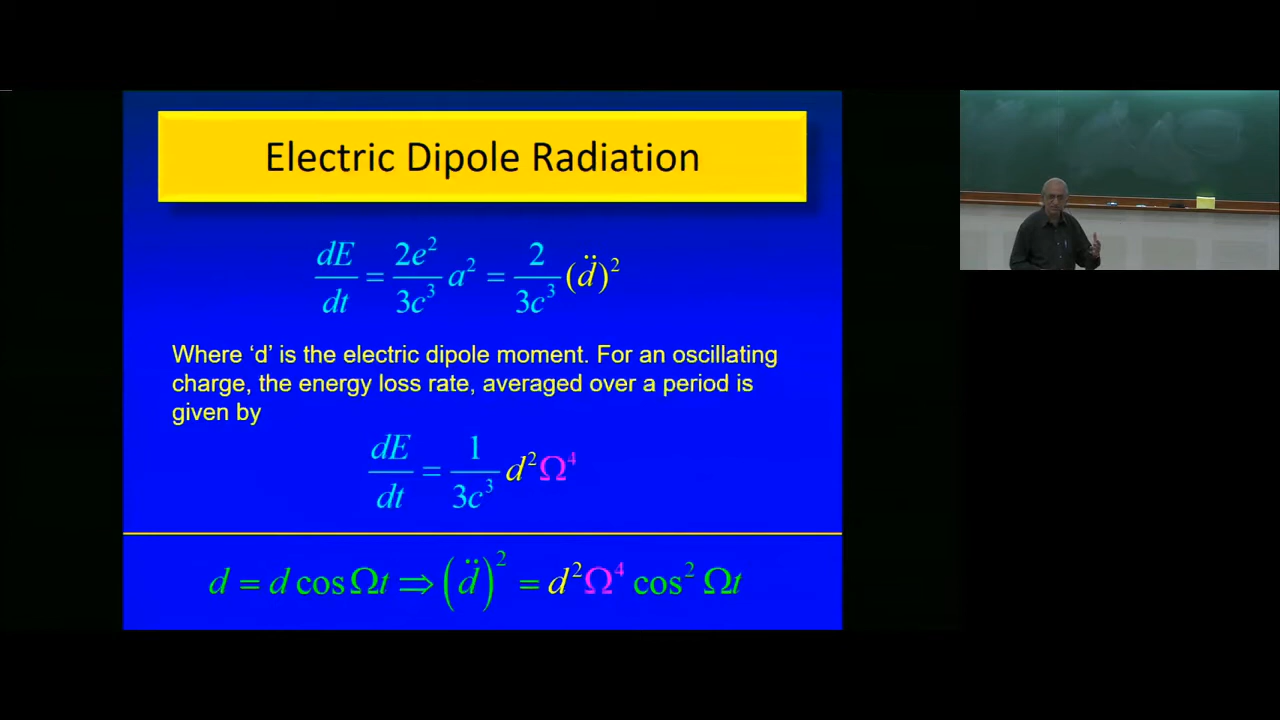 Electric Dipole Radiation
dE/dt = 2e²/3c³ a² = 2/3c³ (d̈)²
Where ‘d’ is the electric dipole moment. For an oscillating
charge, the energy loss rate, averaged over a period is
given by
dE/dt = 1/3c³ d²Ω⁴
d = d cos Ωt ⇒ (d̈)² = d²Ω⁴ cos² Ωt